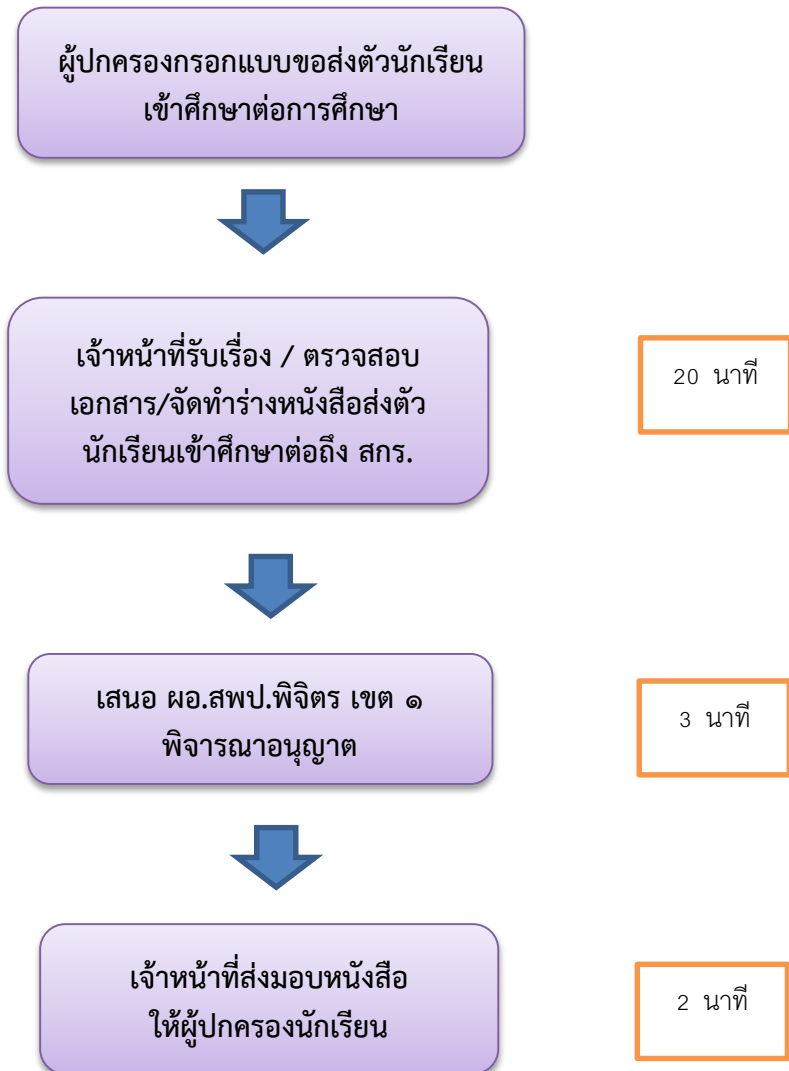 ผู้ปกครองกรอกแบบขอส่งตัวนักเรียน
เข้าศึกษาต่อการศึกษา
เจ้าหน้าที่รับเรื่อง / ตรวจสอบ
เอกสาร/จัดทำร่างหนังสือส่งตัว
นักเรียนเข้าศึกษาต่อถึง สกร.
20 นาที
เสนอ ผอ.สพป.พิจิตร เขต ๑
พิจารณาอนุญาต
3 นาที
เจ้าหน้าที่ส่งมอบหนังสือ
ให้ผู้ปกครองนักเรียน
2 นาที